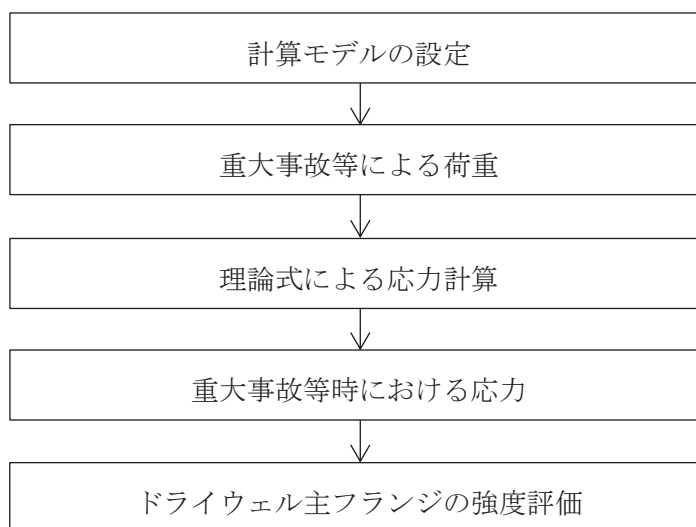 計算モデルの設定
重大事故等による荷重
理論式による応力計算
重大事故等時における応力
ドライウェル主フランジの強度評価